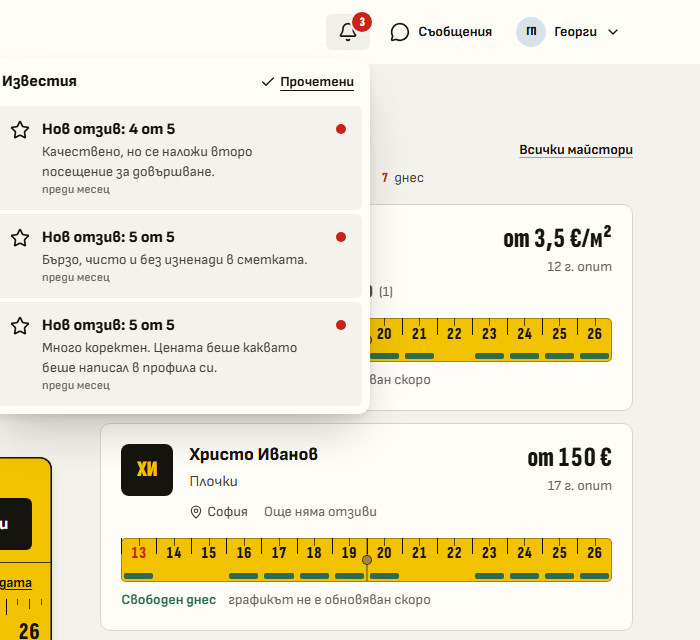 3
Съобщения
ГП
Георги
Известия
Прочетени
Нов отзив: 4 от 5
Качествено, но се наложи второ
посещение за довършване.
преди месец
Нов отзив: 5 от 5
Бързо, чисто и без изненади в сметката.
преди месец
Нов отзив: 5 от 5
Много коректен. Цената беше каквато
беше написал в профила си.
преди месец
Всички майстори
7 днес
от 3,5 €/м²
12 г. опит
(1)
20 21 22 23 24 25 26
скоро
ХИ
Христо Иванов
Плочки
от 150 €
17 г. опит
София
Още няма отзиви
13 14 15 16 17 18 19 20 21 22 23 24 25 26
Свободен днес
графикът не е обновяван скоро
26